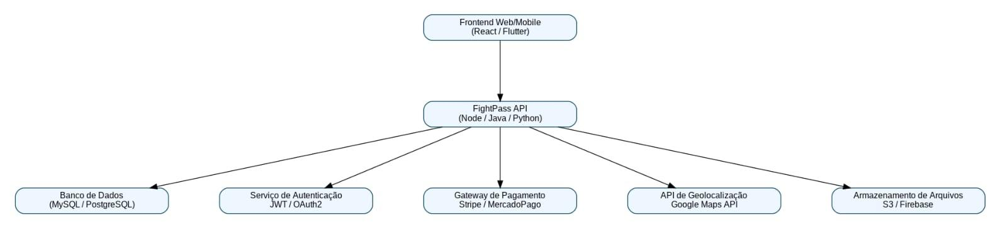 Frontend Web/Mobile
(React / Flutter)
FightPass API
(Node / Java / Python)
Banco de Dados
(MySQL / PostgreSQL)
Serviço de Autenticação
JWT / OAuth2
Gateway de Pagamento
Stripe / MercadoPago
API de Geolocalização
Google Maps API
Armazenamento de Arquivos
S3 / Firebase